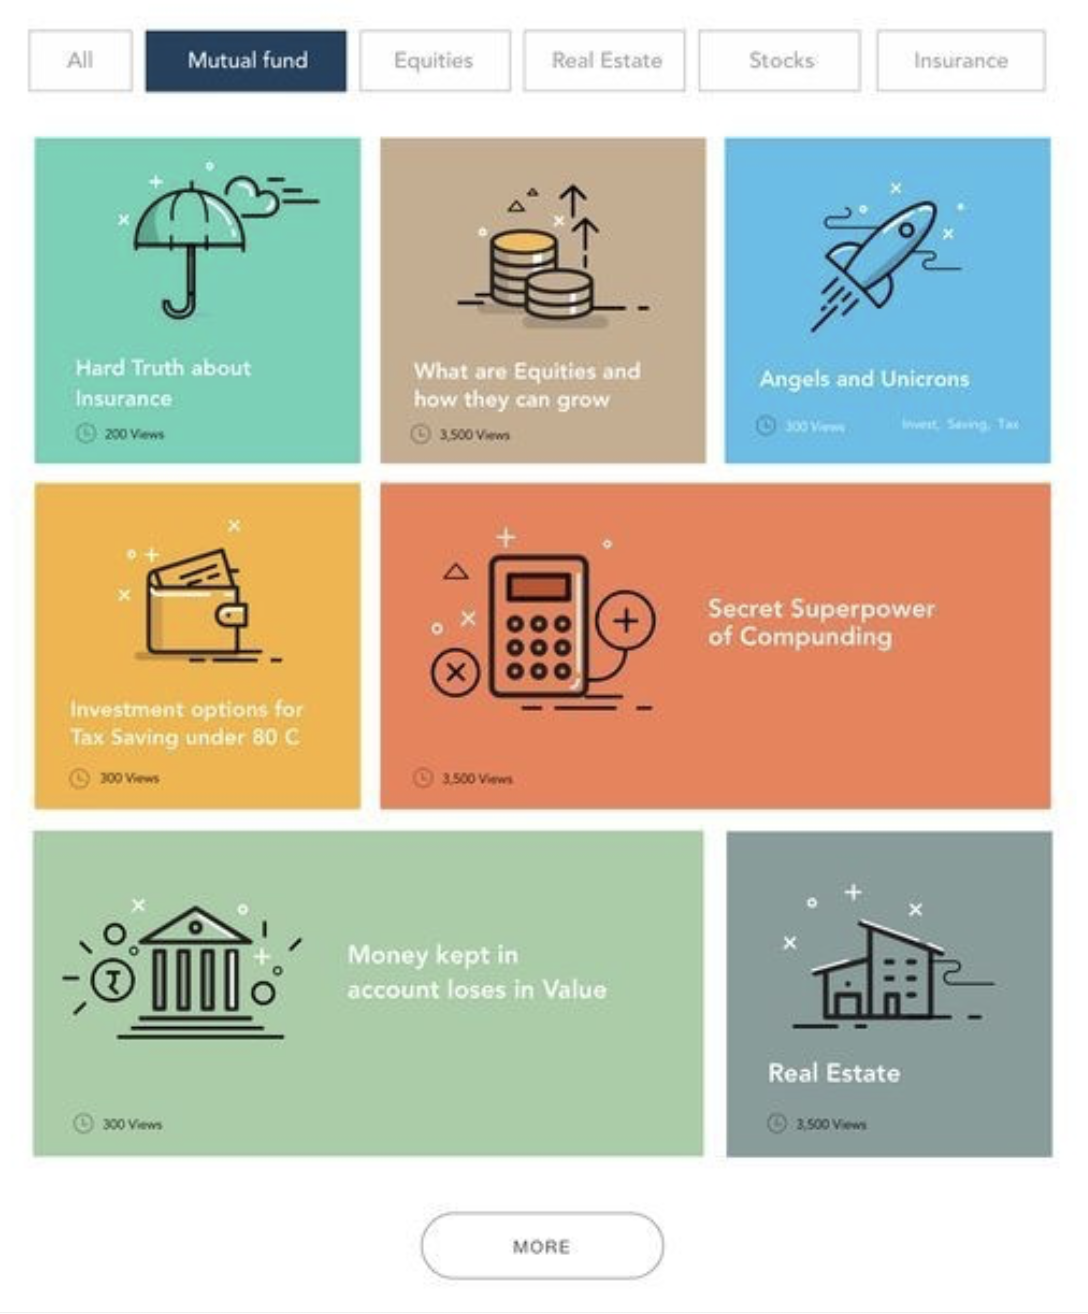 All
Mutual fund
Equities
Real Estate
Stocks
Insurance
Hard Truth about
Insurance
200 Views
What are Equities and
how they can grow
3,500 Views
Angels and Unicrons
300 Views
Invest, Saving, Tax
Investment options for
Tax Saving under 80 C
300 Views
Secret Superpower
of Compunding
3,500 Views
₹
Money kept in
account loses in Value
300 Views
Real Estate
3,500 Views
MORE